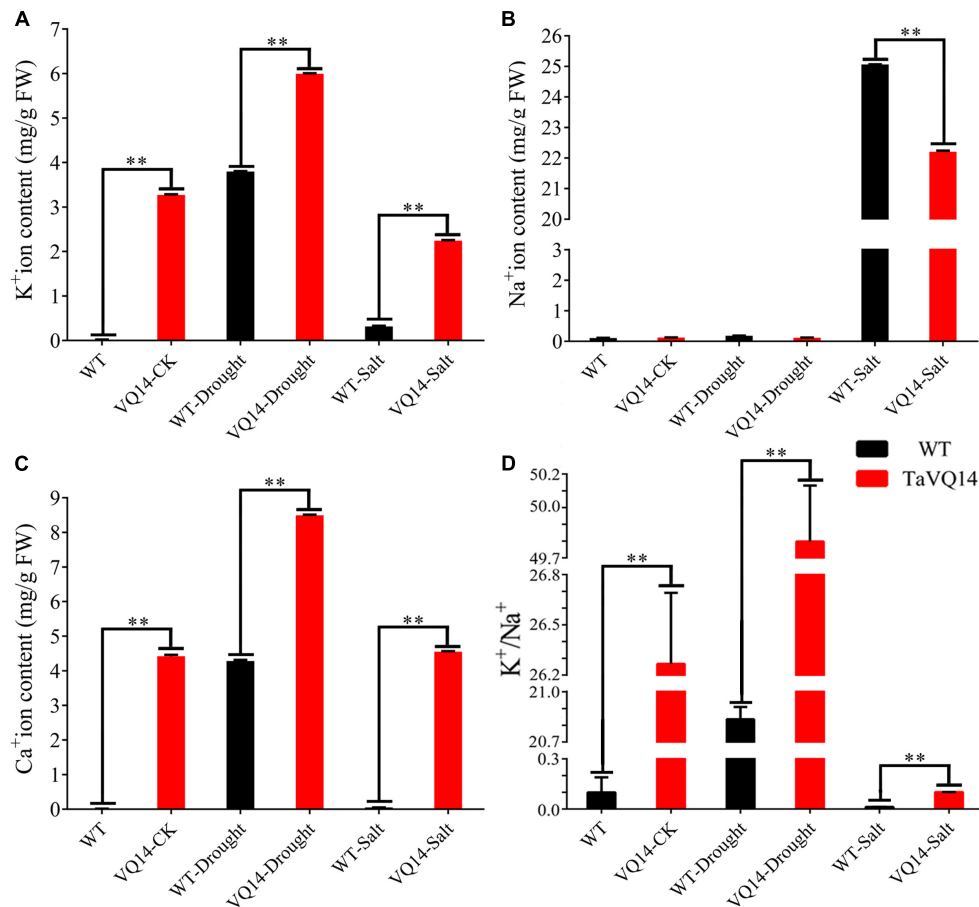 A
K+ion content (mg/g FW)
7
6
5
4
3
2
1
0
**
**
**
WT
VQ14-CK
WT-Drought
VQ14-Drought
WT-Salt
VQ14-Salt
B
Na+ion content (mg/g FW)
26
25
24
23
22
21
20
3
2
1
0
**
WT
VQ14-CK
WT-Drought
VQ14-Drought
WT-Salt
VQ14-Salt
C
Ca+ion content (mg/g FW)
9
8
7
6
5
4
3
2
1
0
**
**
**
WT
VQ14-CK
WT-Drought
VQ14-Drought
WT-Salt
VQ14-Salt
D
WT
TaVQ14
K+/Na+
50.2
50.0
49.7
26.8
26.5
26.2
21.0
20.7
0.3
0.0
**
**
**
WT
VQ14-CK
WT-Drought
VQ14-Drought
WT-Salt
VQ14-Salt